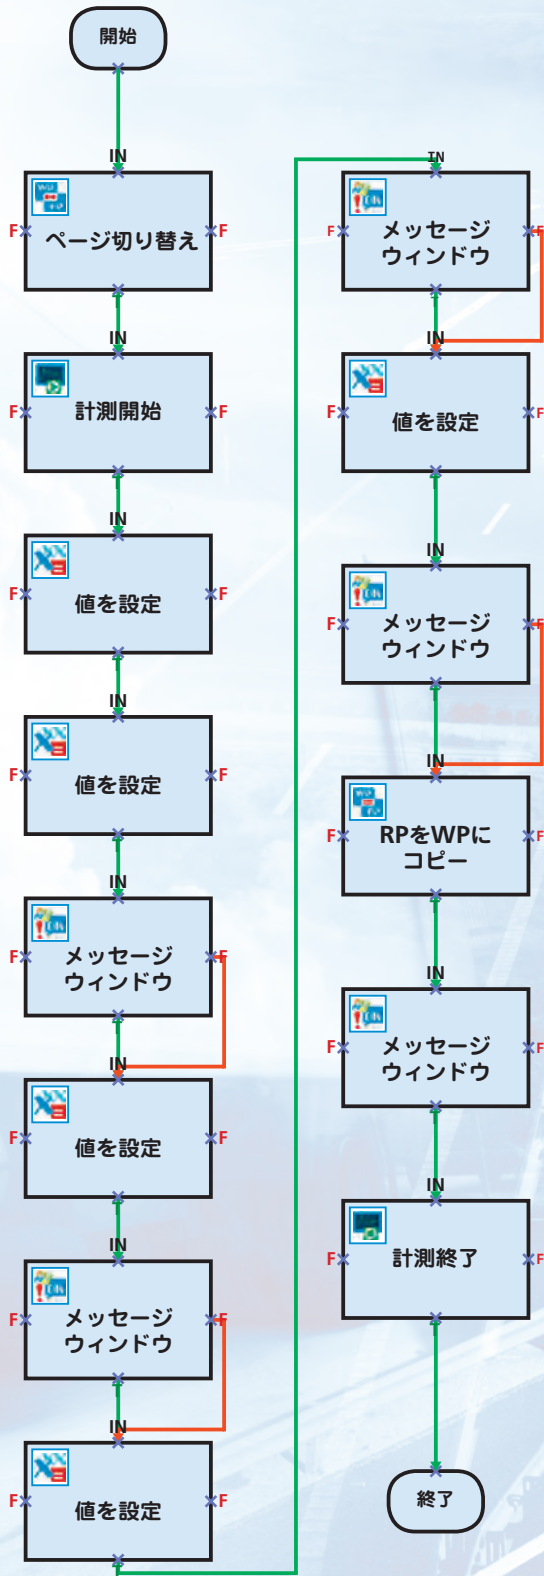 開始
IN
F
ページ切り替え
F
T
IN
F
計測開始
F
T
IN
F
値を設定
F
T
IN
F
値を設定
F
T
IN
F
メッセージ
ウィンドウ
F
T
IN
F
値を設定
F
T
IN
F
メッセージ
ウィンドウ
F
T
IN
F
値を設定
F
T
IN
F
メッセージ
ウィンドウ
F
T
IN
F
値を設定
F
T
IN
F
メッセージ
ウィンドウ
F
T
IN
F
RPをWPに
コピー
F
T
IN
F
メッセージ
ウィンドウ
F
T
IN
F
計測終了
F
T
終了